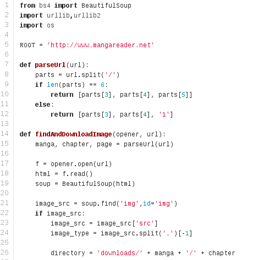 1 from bs4 import BeautifulSoup
2 import urllib,urllib2
3 import os
4
5 ROOT = 'http://www.mangareader.net'
6
7 def parseUrl(url):
8     parts = url.split('/')
9     if len(parts) == 6:
10         return [parts[3], parts[4], parts[5]]
11     else:
12         return [parts[3], parts[4], '1']
13
14 def findAndDownloadImage(opener, url):
15     manga, chapter, page = parseurl(url)
16
17     f = opener.open(url)
18     html = f.read()
19     soup = BeautifulSoup(html)
20
21     image_src = soup.find('img',id='img')
22     if image_src:
23         image_src = image_src['src']
24         image_type = image_src.split('.')[-1]
25
26         directory = 'downloads/' + manga + '/' + chapter